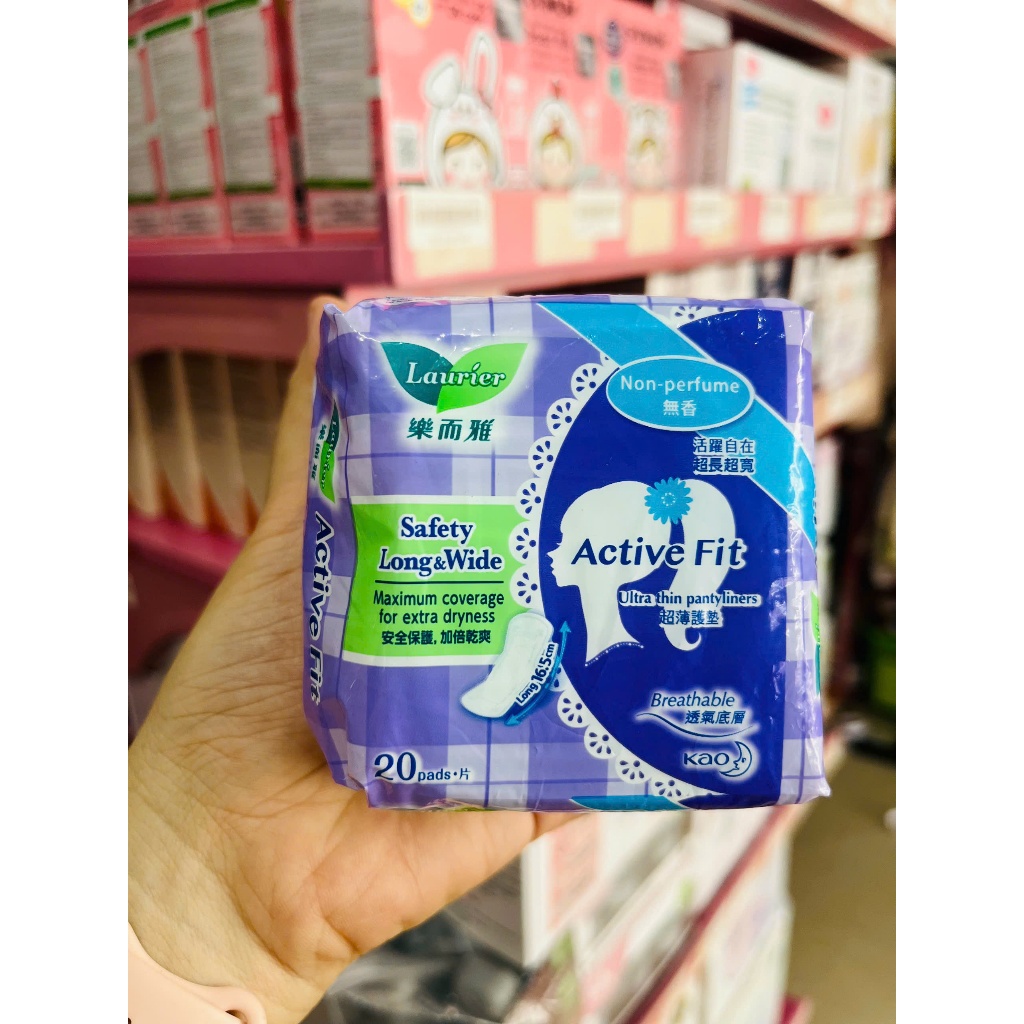 Laurier
樂而雅
Non-perfume
無香
活躍自在
超長超寬
Safety
Long&Wide
Maximum coverage
for extra dryness
安全保護, 加倍乾爽
Long 16.5cm
Active Fit
Ultra thin pantyliners
超薄護墊
Breathable
透氣底層
Kao
20 pads・片
Laurier
樂而雅
Active Fit